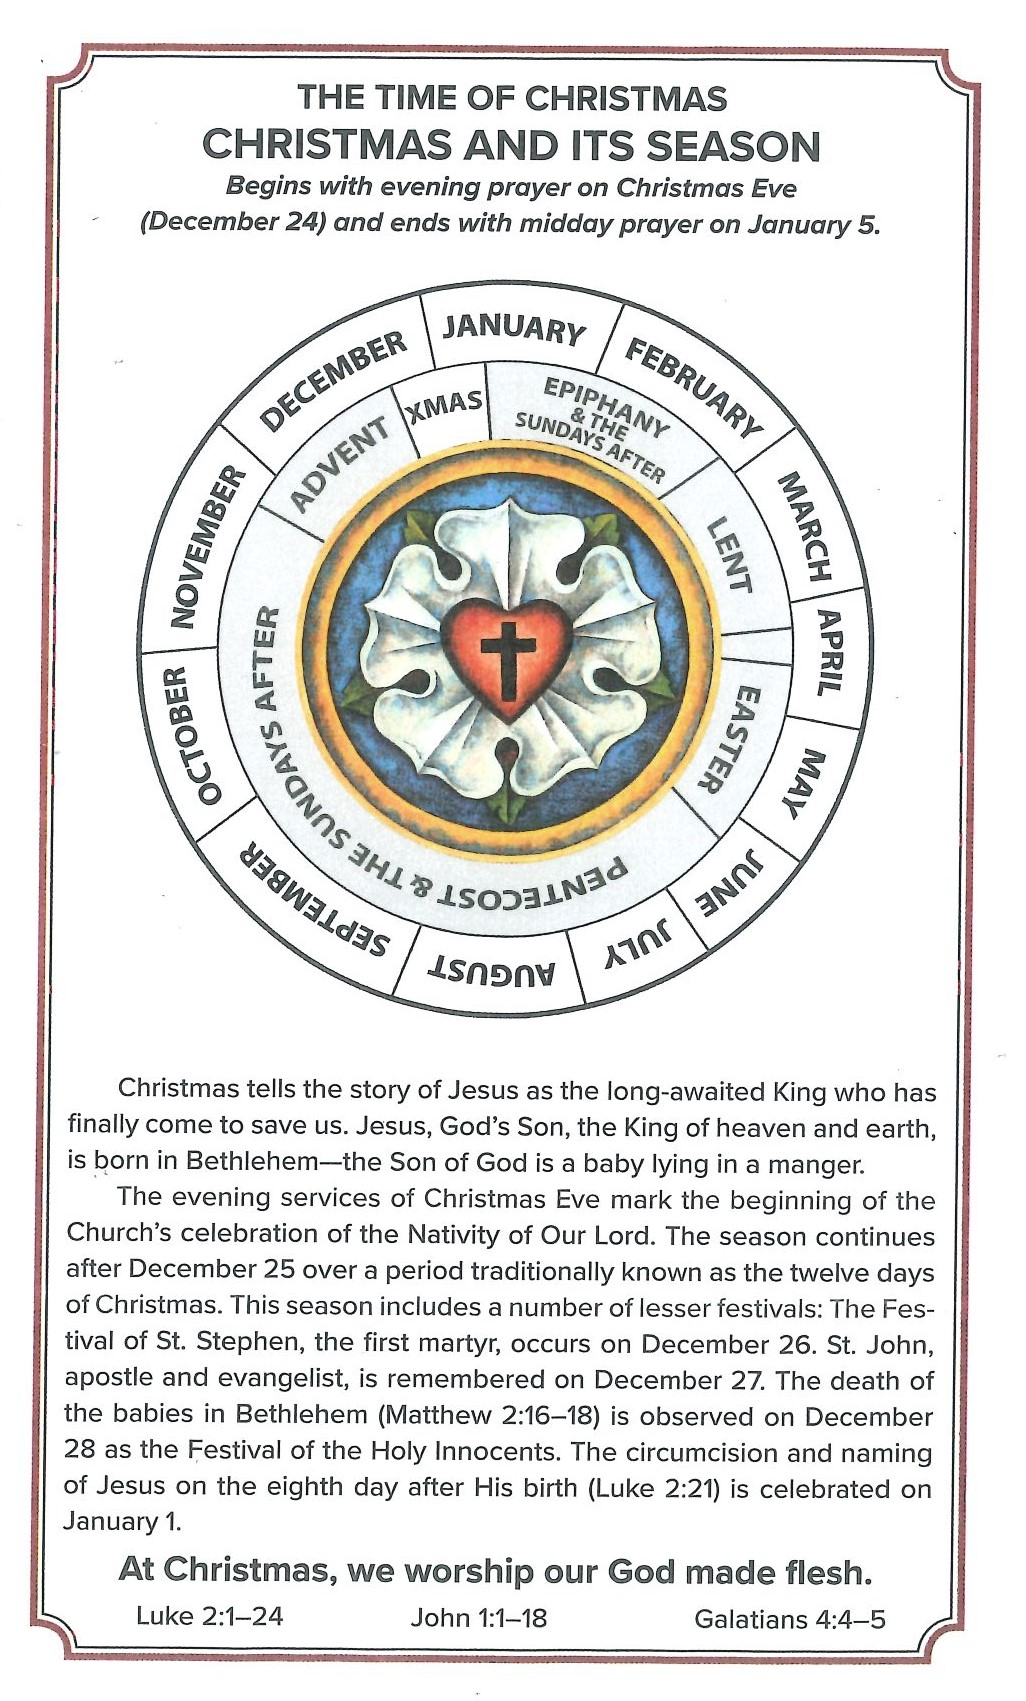 THE TIME OF CHRISTMAS
CHRISTMAS AND ITS SEASON
Begins with evening prayer on Christmas Eve
(December 24) and ends with midday prayer on January 5.
JANUARY
FEBRUARY
MARCH
APRIL
MAY
JUNE
JULY
AUGUST
SEPTEMBER
OCTOBER
NOVEMBER
DECEMBER
ADVENT
XMAS
EPIPHANY
& THE
SUNDAYS AFTER
LENT
EASTER
PENTECOST & THE SUNDAYS AFTER
Christmas tells the story of Jesus as the long-awaited King who has
finally come to save us. Jesus, God's Son, the King of heaven and earth,
is born in Bethlehem—the Son of God is a baby lying in a manger.
The evening services of Christmas Eve mark the beginning of the
Church's celebration of the Nativity of Our Lord. The season continues
after December 25 over a period traditionally known as the twelve days
of Christmas. This season includes a number of lesser festivals: The Fes-
tival of St. Stephen, the first martyr, occurs on December 26. St. John,
apostle and evangelist, is remembered on December 27. The death of
the babies in Bethlehem (Matthew 2:16–18) is observed on December
28 as the Festival of the Holy Innocents. The circumcision and naming
of Jesus on the eighth day after His birth (Luke 2:21) is celebrated on
January 1.
At Christmas, we worship our God made flesh.
Luke 2:1–24 John 1:1–18 Galatians 4:4–5